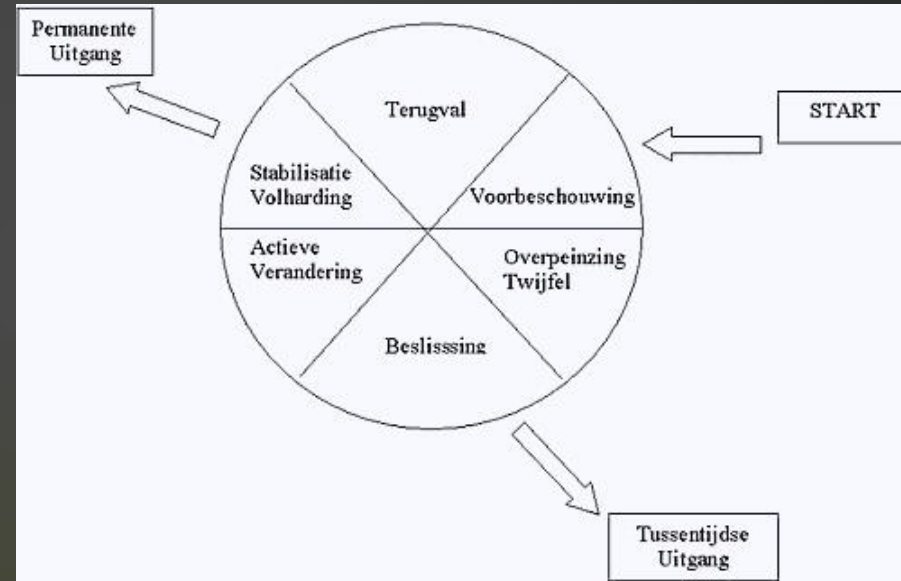 Permanente
Uitgang
START
Terugval
Stabilisatie
Volharding
Voorbeschouwing
Actieve
Verandering
Overpeinzing
Twijfel
Beslisssing
Tussentijdse
Uitgang